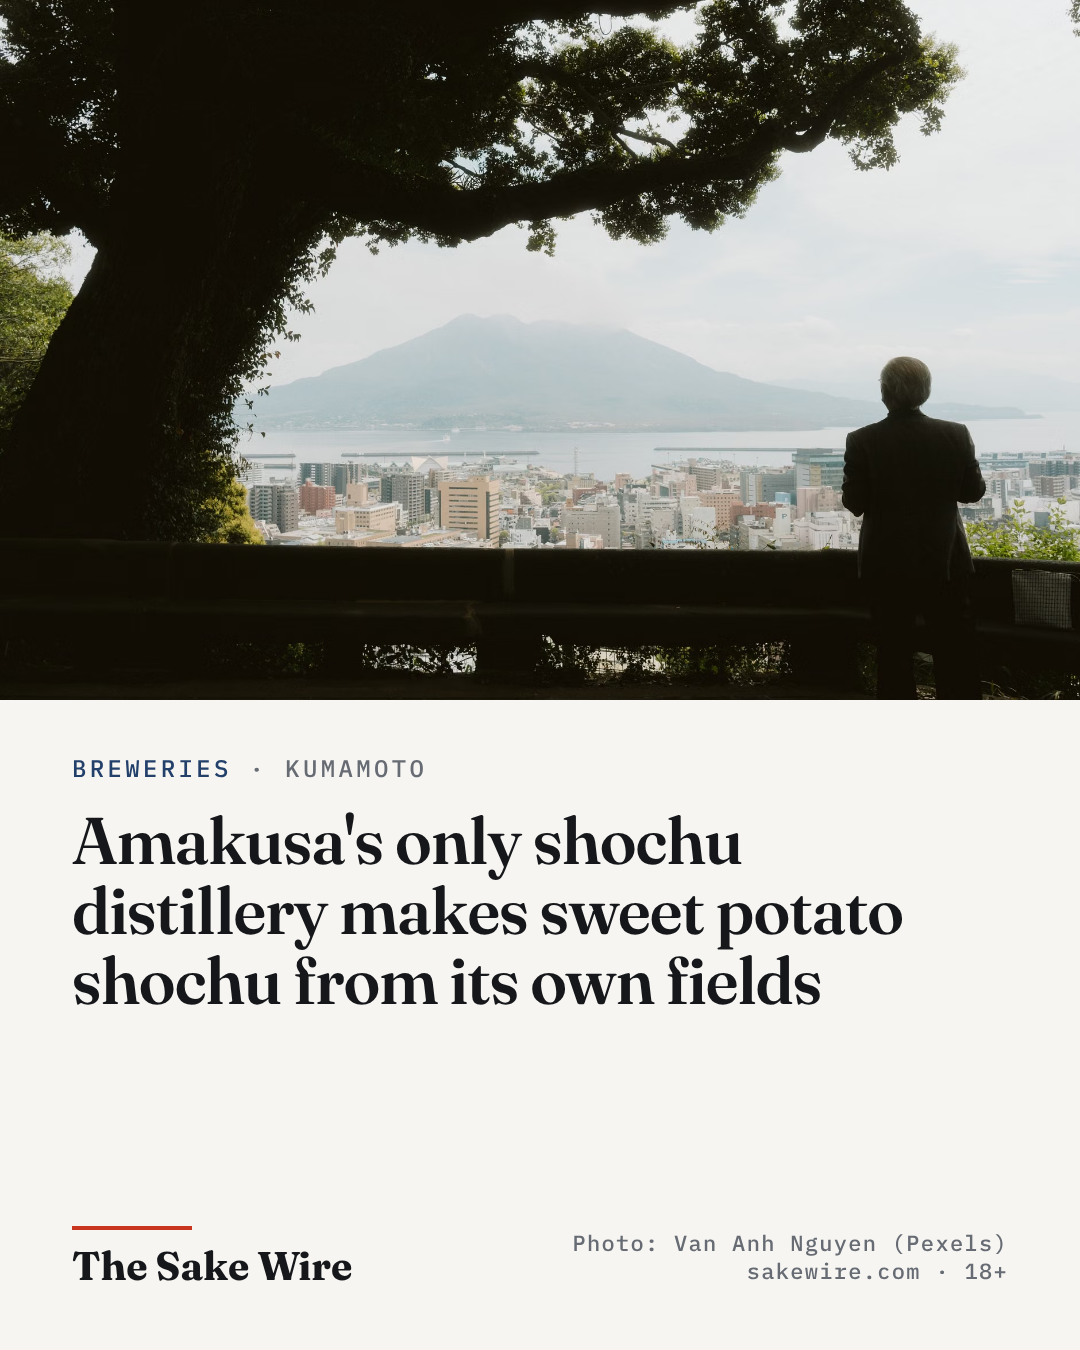 BREWERIES · KUMAMOTO
Amakusa's only shochu
distillery makes sweet potato
shochu from its own fields
The Sake Wire
Photo: Van Anh Nguyen (Pexels)
sakewire.com · 18+